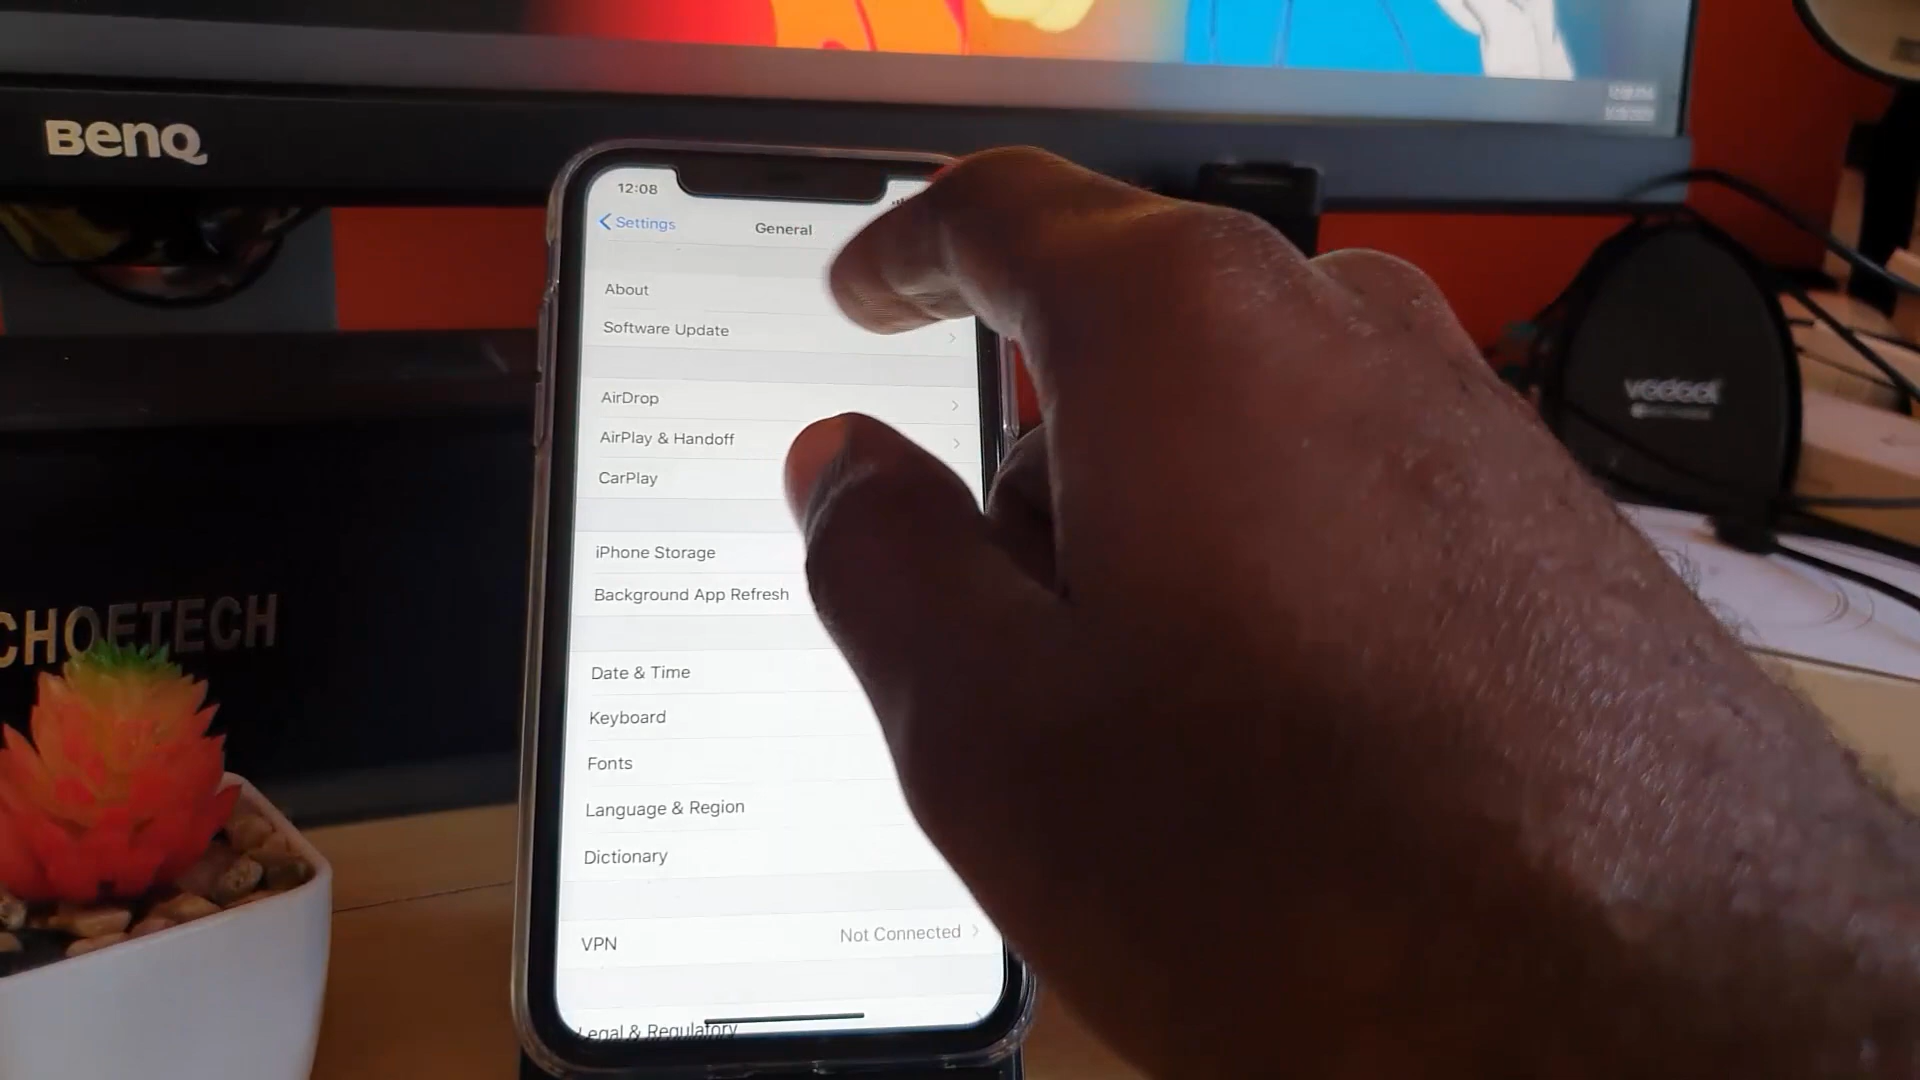 BenQ
12:08
Settings
General
About
Software Update
AirDrop
AirPlay & Handoff
CarPlay
iPhone Storage
Background App Refresh
Date & Time
Keyboard
Fonts
Language & Region
Dictionary
VPN Not Connected
Legal & Regulatory
CHOETECH